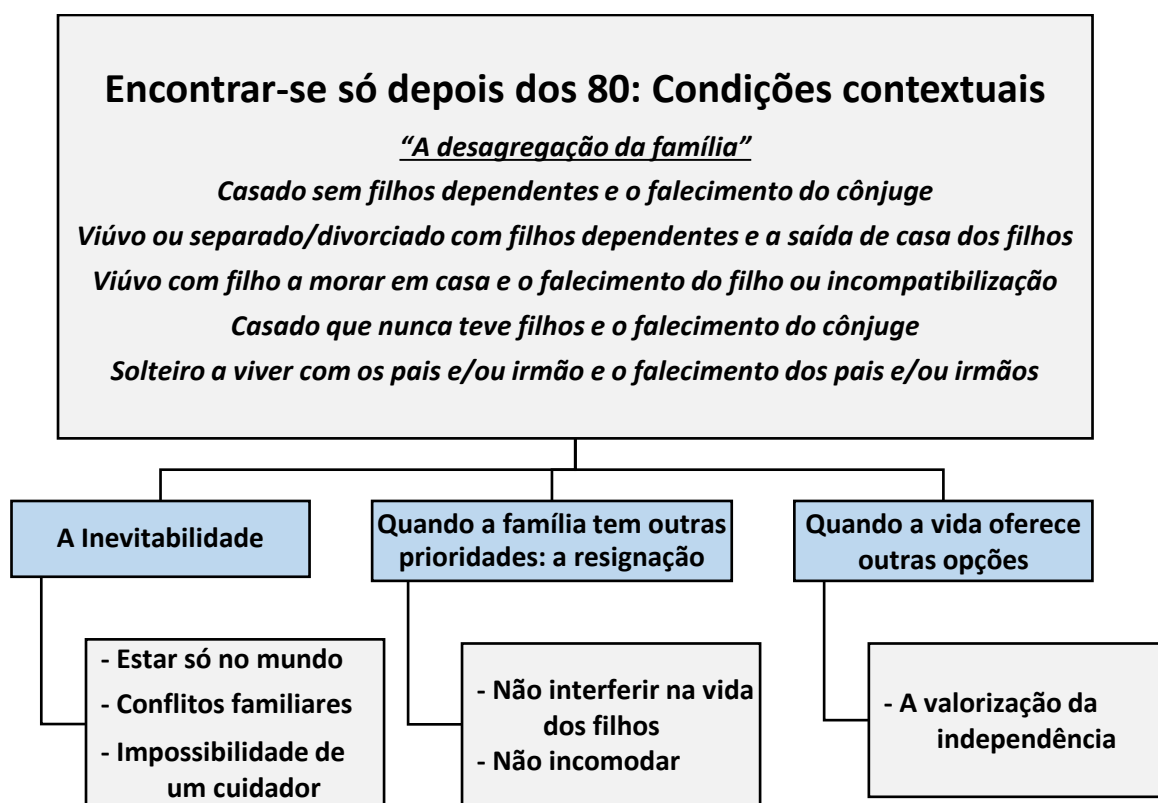 Encontrar-se só depois dos 80: Condições contextuais
“A desagregação da família”
Casado sem filhos dependentes e o falecimento do cônjuge
Viúvo ou separado/divorciado com filhos dependentes e a saída de casa dos filhos
Viúvo com filho a morar em casa e o falecimento do filho ou incompatibilização
Casado que nunca teve filhos e o falecimento do cônjuge
Solteiro a viver com os pais e/ou irmão e o falecimento dos pais e/ou irmãos
A Inevitabilidade
Quando a família tem outras
prioridades: a resignação
Quando a vida oferece
outras opções
- Estar só no mundo
- Conflitos familiares
- Impossibilidade de
um cuidador
- Não interferir na vida
dos filhos
- Não incomodar
- A valorização da
independência